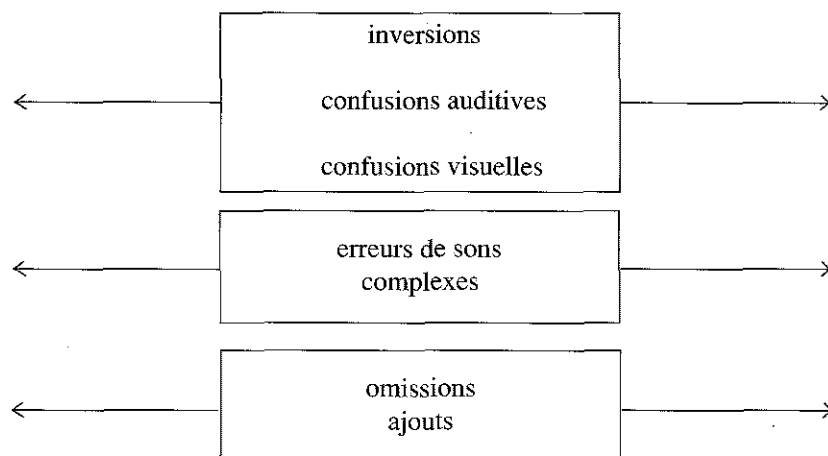 inversions
confusions auditives
confusions visuelles
erreurs de sons
complexes
omissions
ajouts